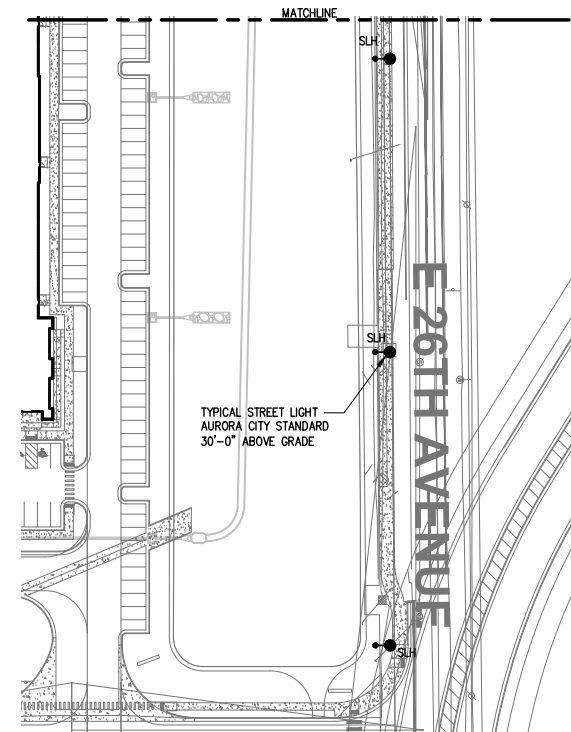 MATCHLINE
SLH
SLH
TYPICAL STREET LIGHT
AURORA CITY STANDARD
30'-0" ABOVE GRADE
E 26TH AVENUE
SLH